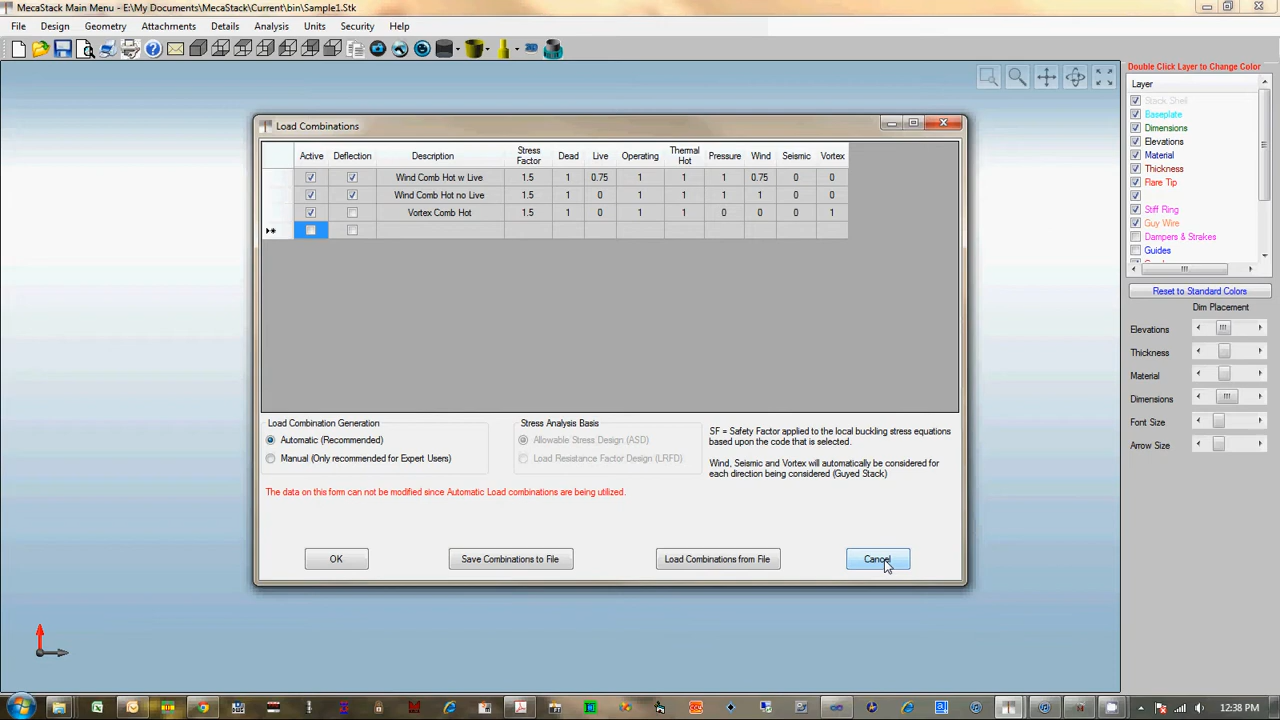 MecaStack Main Menu - E:\My Documents\MecaStack\Current\bin\Sample1.Stk
File Design Geometry Attachments Details Analysis Units Security Help
Double Click Layer to Change Color
Layer
Stack Shell
Baseplate
Dimensions
Elevations
Material
Thickness
Flare Tip
Stiff Ring
Guy Wire
Dampers & Strakes
Guides
Reset to Standard Colors
Dim Placement
Elevations
Thickness
Material
Dimensions
Font Size
Arrow Size
Load Combinations
Active Deflection Description Stress Factor Dead Live Operating Thermal Hot Pressure Wind Seismic Vortex
Wind Comb Hot w Live 1.5 1 0.75 1 1 1 0.75 0 0
Wind Comb Hot no Live 1.5 1 0 1 1 1 1 0 0
Vortex Comb Hot 1.5 1 0 1 1 0 0 0 1
Load Combination Generation
Automatic (Recommended)
Manual (Only recommended for Expert Users)
Stress Analysis Basis
Allowable Stress Design (ASD)
Load Resistance Factor Design (LRFD)
SF = Safety Factor applied to the local buckling stress equations
based upon the code that is selected.
Wind, Seismic and Vortex will automatically be considered for
each direction being considered (Guyed Stack)
The data on this form can not be modified since Automatic Load combinations are being utilized.
OK Save Combinations to File Load Combinations from File Cancel
12:38 PM